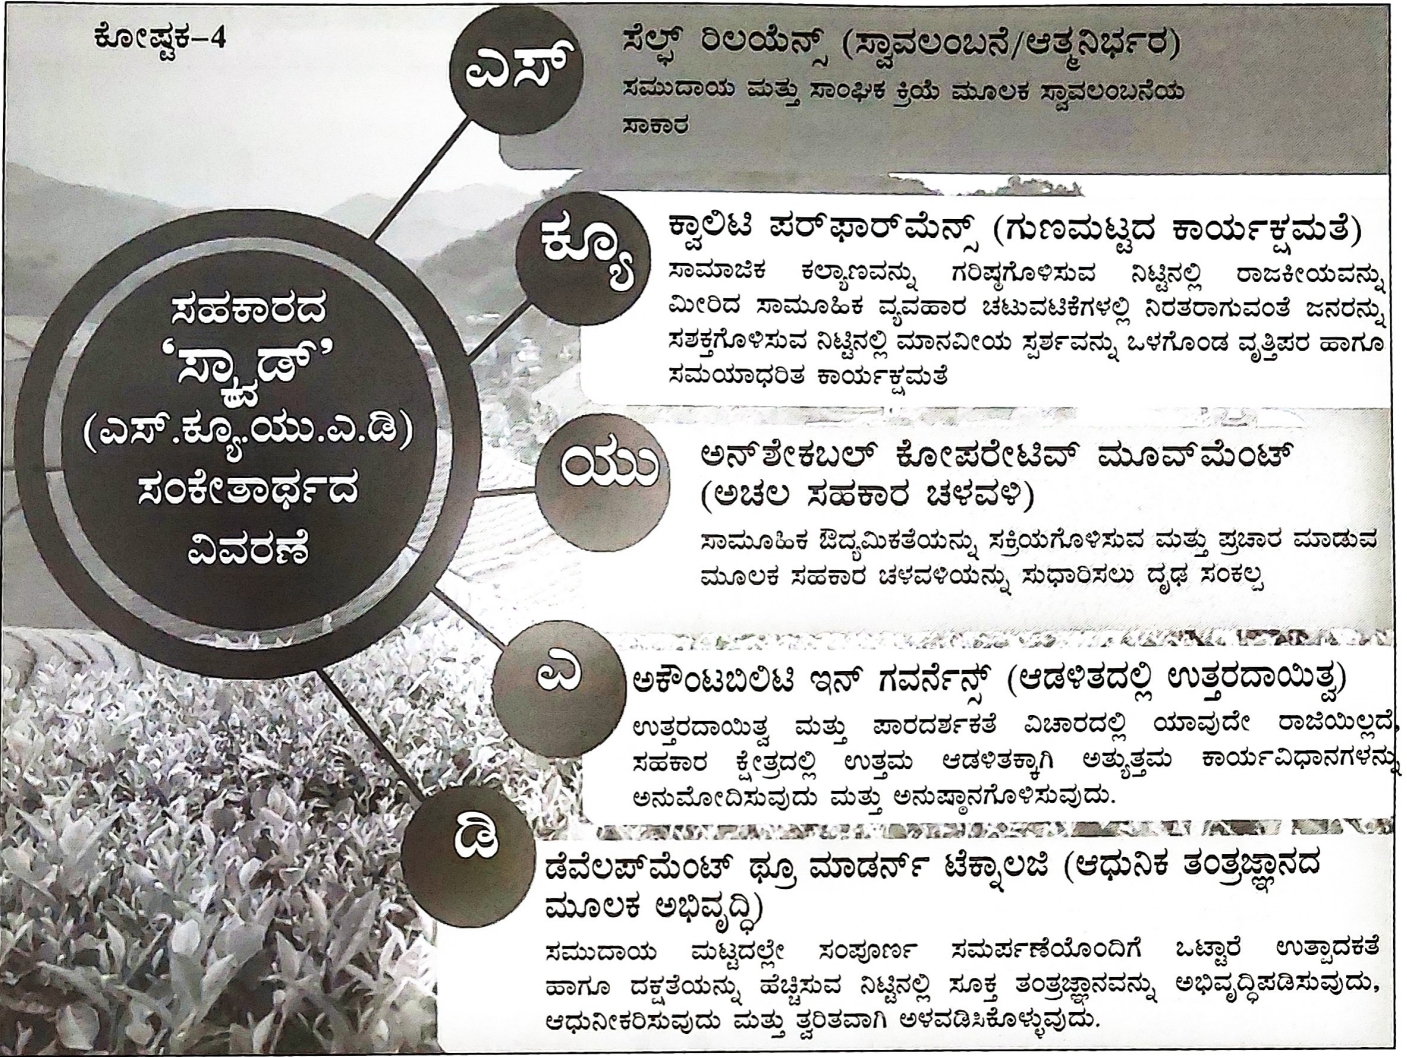 ಕೋಷ್ಟಕ–4
ಸಹಕಾರದ
‘ಸ್ಕ್ವಾಡ್’
(ಎಸ್.ಕ್ಯೂ.ಯು.ಎ.ಡಿ)
ಸಂಕೇತಾರ್ಥದ
ವಿವರಣೆ
ಎಸ್
ಸೆಲ್ಫ್ ರಿಲಯೆನ್ಸ್ (ಸ್ವಾವಲಂಬನೆ/ಆತ್ಮನಿರ್ಭರ)
ಸಮುದಾಯ ಮತ್ತು ಸಾಂಘಿಕ ಕ್ರಿಯೆ ಮೂಲಕ ಸ್ವಾವಲಂಬನೆಯ
ಸಾಕಾರ
ಕ್ಯೂ
ಕ್ವಾಲಿಟಿ ಪರ್‌ಫಾರ್‌ಮೆನ್ಸ್ (ಗುಣಮಟ್ಟದ ಕಾರ್ಯಕ್ಷಮತೆ)
ಸಾಮಾಜಿಕ ಕಲ್ಯಾಣವನ್ನು ಗರಿಷ್ಠಗೊಳಿಸುವ ನಿಟ್ಟಿನಲ್ಲಿ ರಾಜಕೀಯವನ್ನು
ಮೀರಿದ ಸಾಮೂಹಿಕ ವ್ಯವಹಾರ ಚಟುವಟಿಕೆಗಳಲ್ಲಿ ನಿರತರಾಗುವಂತೆ ಜನರನ್ನು
ಸಶಕ್ತಗೊಳಿಸುವ ನಿಟ್ಟಿನಲ್ಲಿ ಮಾನವೀಯ ಸ್ಪರ್ಶವನ್ನು ಒಳಗೊಂಡ ವೃತ್ತಿಪರ ಹಾಗೂ
ಸಮಯಾಧರಿತ ಕಾರ್ಯಕ್ಷಮತೆ
ಯು
ಅನ್‌ಶೇಕಬಲ್ ಕೋಪರೇಟಿವ್ ಮೂವ್‌ಮೆಂಟ್
(ಅಚಲ ಸಹಕಾರ ಚಳವಳಿ)
ಸಾಮೂಹಿಕ ಔದ್ಯಮಿಕತೆಯನ್ನು ಸಕ್ರಿಯಗೊಳಿಸುವ ಮತ್ತು ಪ್ರಚಾರ ಮಾಡುವ
ಮೂಲಕ ಸಹಕಾರ ಚಳವಳಿಯನ್ನು ಸುಧಾರಿಸಲು ದೃಢ ಸಂಕಲ್ಪ
ಎ
ಅಕೌಂಟಬಿಲಿಟಿ ಇನ್ ಗವರ್ನೆನ್ಸ್ (ಆಡಳಿತದಲ್ಲಿ ಉತ್ತರದಾಯಿತ್ವ)
ಉತ್ತರದಾಯಿತ್ವ ಮತ್ತು ಪಾರದರ್ಶಕತೆ ವಿಚಾರದಲ್ಲಿ ಯಾವುದೇ ರಾಜಿಯಿಲ್ಲದೆ,
ಸಹಕಾರ ಕ್ಷೇತ್ರದಲ್ಲಿ ಉತ್ತಮ ಆಡಳಿತಕ್ಕಾಗಿ ಅತ್ಯುತ್ತಮ ಕಾರ್ಯವಿಧಾನಗಳನ್ನು
ಅನುಮೋದಿಸುವುದು ಮತ್ತು ಅನುಷ್ಠಾನಗೊಳಿಸುವುದು.
ಡಿ
ಡೆವೆಲಪ್‌ಮೆಂಟ್ ಥ್ರೂ ಮಾಡರ್ನ್ ಟೆಕ್ನಾಲಜಿ (ಆಧುನಿಕ ತಂತ್ರಜ್ಞಾನದ
ಮೂಲಕ ಅಭಿವೃದ್ಧಿ)
ಸಮುದಾಯ ಮಟ್ಟದಲ್ಲೇ ಸಂಪೂರ್ಣ ಸಮರ್ಪಣೆಯೊಂದಿಗೆ ಒಟ್ಟಾರೆ ಉತ್ಪಾದಕತೆ
ಹಾಗೂ ದಕ್ಷತೆಯನ್ನು ಹೆಚ್ಚಿಸುವ ನಿಟ್ಟಿನಲ್ಲಿ ಸೂಕ್ತ ತಂತ್ರಜ್ಞಾನವನ್ನು ಅಭಿವೃದ್ಧಿಪಡಿಸುವುದು,
ಆಧುನೀಕರಿಸುವುದು ಮತ್ತು ತ್ವರಿತವಾಗಿ ಅಳವಡಿಸಿಕೊಳ್ಳುವುದು.